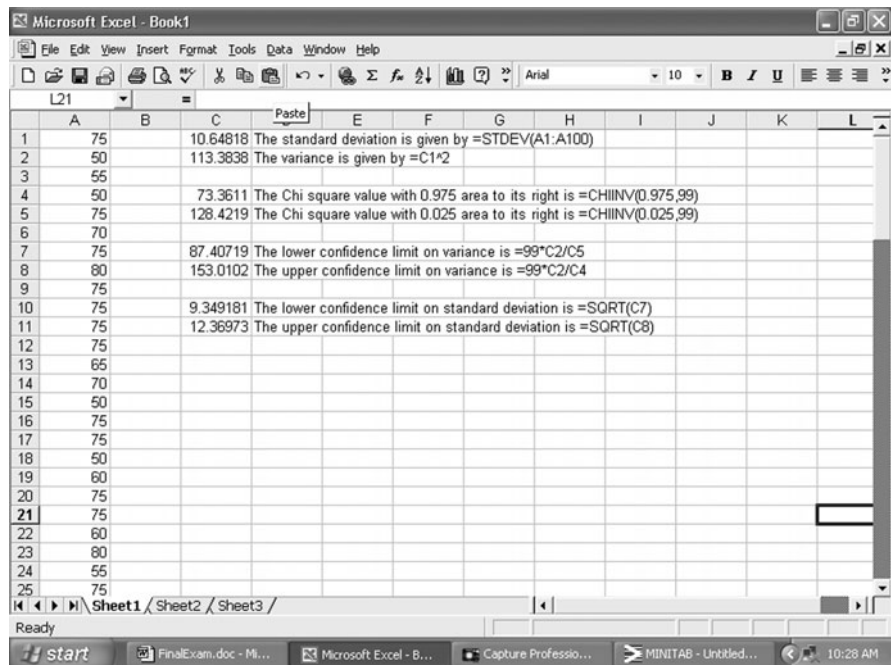 Microsoft Excel - Book1
File Edit View Insert Format Tools Data Window Help
Arial 10 B I U
L21 =
Paste
A B C E F G H I J K L
1 75 10.64818 The standard deviation is given by =STDEV(A1:A100)
2 50 113.3838 The variance is given by =C1^2
3 55
4 50 73.3611 The Chi square value with 0.975 area to its right is =CHIINV(0.975,99)
5 75 128.4219 The Chi square value with 0.025 area to its right is =CHIINV(0.025,99)
6 70
7 75 87.40719 The lower confidence limit on variance is =99*C2/C5
8 80 153.0102 The upper confidence limit on variance is =99*C2/C4
9 75
10 75 9.349181 The lower confidence limit on standard deviation is =SQRT(C7)
11 75 12.36973 The upper confidence limit on standard deviation is =SQRT(C8)
12 75
13 65
14 70
15 50
16 75
17 75
18 50
19 60
20 75
21 75
22 60
23 80
24 55
25 75
Sheet1 Sheet2 Sheet3
Ready
start FinalExam.doc - Mi... Microsoft Excel - B... Capture Professio... MINITAB - Untitled... 10:28 AM